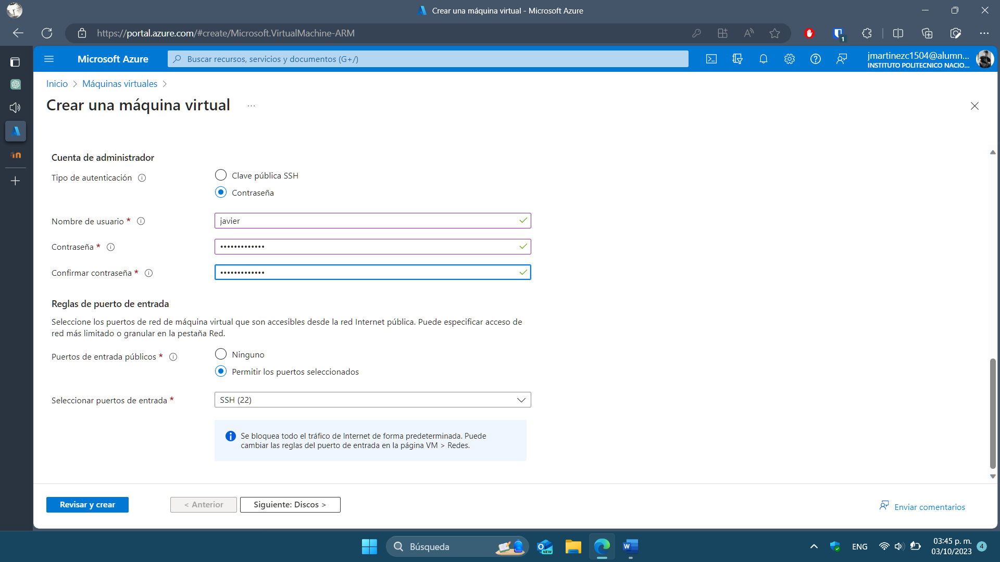 Crear una máquina virtual - Microsoft Azure
https://portal.azure.com/#create/Microsoft.VirtualMachine-ARM
1
Microsoft Azure
Buscar recursos, servicios y documentos (G+/)
jmartinezc1504@alumn...
INSTITUTO POLITECNICO NACIO...
Inicio > Máquinas virtuales >
Crear una máquina virtual ...
Cuenta de administrador
Tipo de autenticación
Clave pública SSH
Contraseña
Nombre de usuario *
javier
Contraseña *
•••••••••••••
Confirmar contraseña *
•••••••••••••
Reglas de puerto de entrada
Seleccione los puertos de red de máquina virtual que son accesibles desde la red Internet pública. Puede especificar acceso de
red más limitado o granular en la pestaña Red.
Puertos de entrada públicos *
Ninguno
Permitir los puertos seleccionados
Seleccionar puertos de entrada *
SSH (22)
Se bloquea todo el tráfico de Internet de forma predeterminada. Puede
cambiar las reglas del puerto de entrada en la página VM > Redes.
Revisar y crear
< Anterior
Siguiente: Discos >
Enviar comentarios
Búsqueda
NEW
ENG
03:45 p. m.
03/10/2023
4